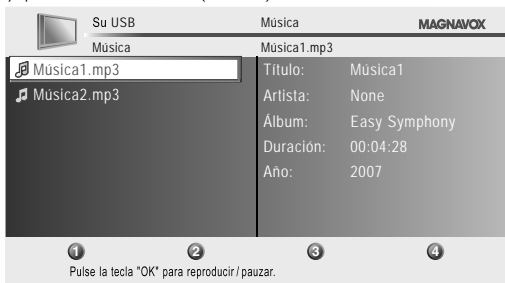 Su USB Música MAGNAVOX
Música Música1.mp3
Música1.mp3
Música2.mp3
Título: Música1
Artista: None
Álbum: Easy Symphony
Duración: 00:04:28
Año: 2007
1 2 3 4
Pulse la tecla "OK" para reproducir / pauzar.